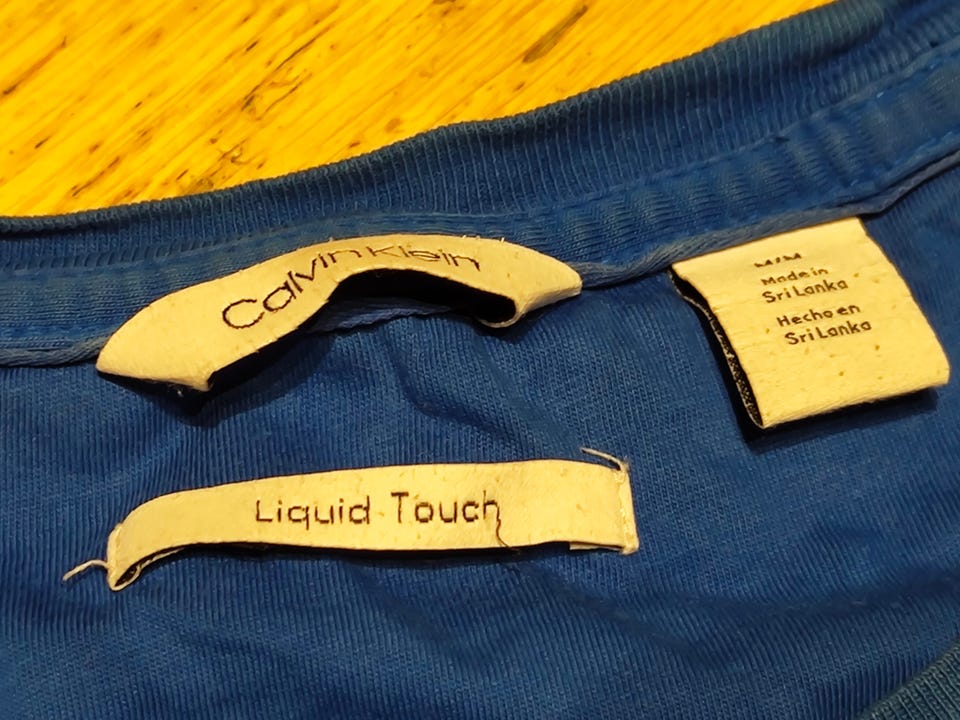 Calvin Klein
M/M
Made in
Sri Lanka
Hecho en
Sri Lanka
Liquid Touch